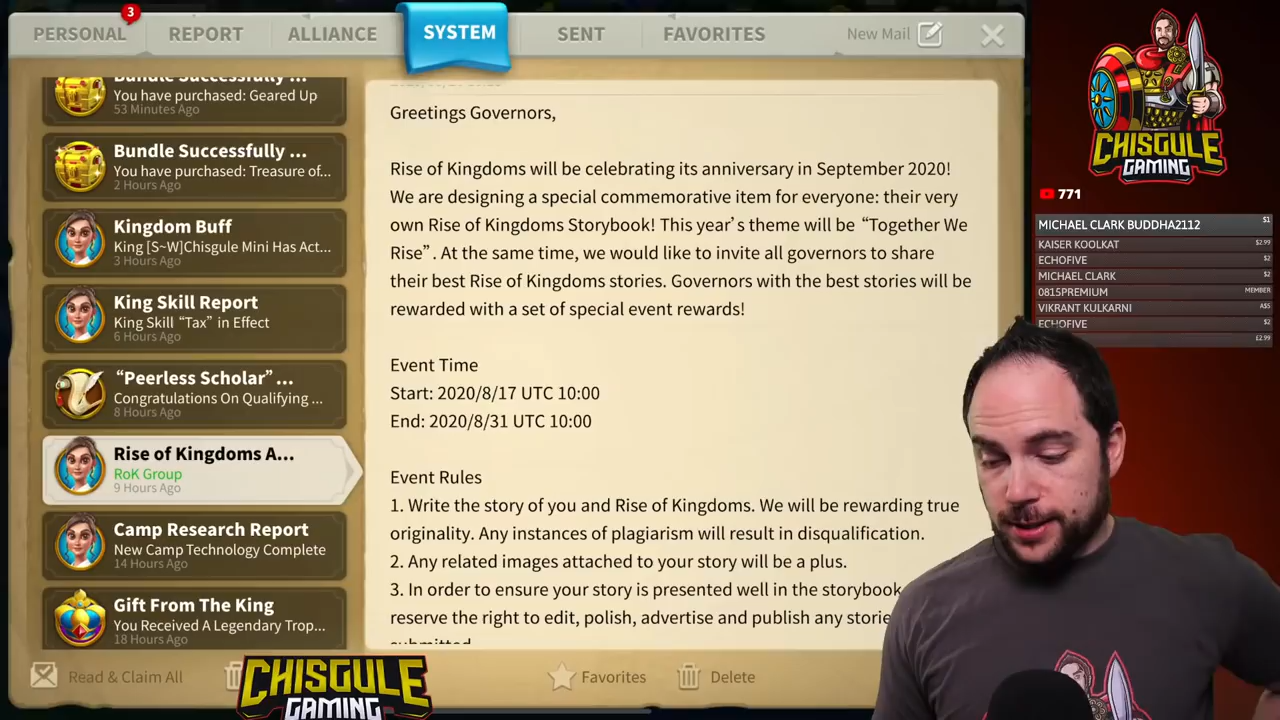 3
PERSONAL
REPORT
ALLIANCE
SYSTEM
SENT
FAVORITES
New Mail
Bundle Successfully ...
You have purchased: Geared Up
53 Minutes Ago
Bundle Successfully ...
You have purchased: Treasure of...
2 Hours Ago
Kingdom Buff
King [S~W]Chisgule Mini Has Act...
3 Hours Ago
King Skill Report
King Skill “Tax” in Effect
6 Hours Ago
“Peerless Scholar” ...
Congratulations On Qualifying ...
8 Hours Ago
Rise of Kingdoms A...
RoK Group
9 Hours Ago
Camp Research Report
New Camp Technology Complete
14 Hours Ago
Gift From The King
You Received A Legendary Trop...
18 Hours Ago
Read & Claim All
Greetings Governors,
Rise of Kingdoms will be celebrating its anniversary in September 2020!
We are designing a special commemorative item for everyone: their very
own Rise of Kingdoms Storybook! This year’s theme will be “Together We
Rise”. At the same time, we would like to invite all governors to share
their best Rise of Kingdoms stories. Governors with the best stories will be
rewarded with a set of special event rewards!
Event Time
Start: 2020/8/17 UTC 10:00
End: 2020/8/31 UTC 10:00
Event Rules
1. Write the story of you and Rise of Kingdoms. We will be rewarding true
originality. Any instances of plagiarism will result in disqualification.
2. Any related images attached to your story will be a plus.
3. In order to ensure your story is presented well in the storybook
reserve the right to edit, polish, advertise and publish any storie
submitted
Favorites
Delete
CHISGULE
GAMING
CHISGULE
GAMING
771
MICHAEL CLARK BUDDHA2112 $1
KAISER KOOLKAT $2.99
ECHOFIVE $2
MICHAEL CLARK $2
0815PREMIUM MEMBER
VIKRANT KULKARNI A$5
ECHOFIVE $2
£2.99